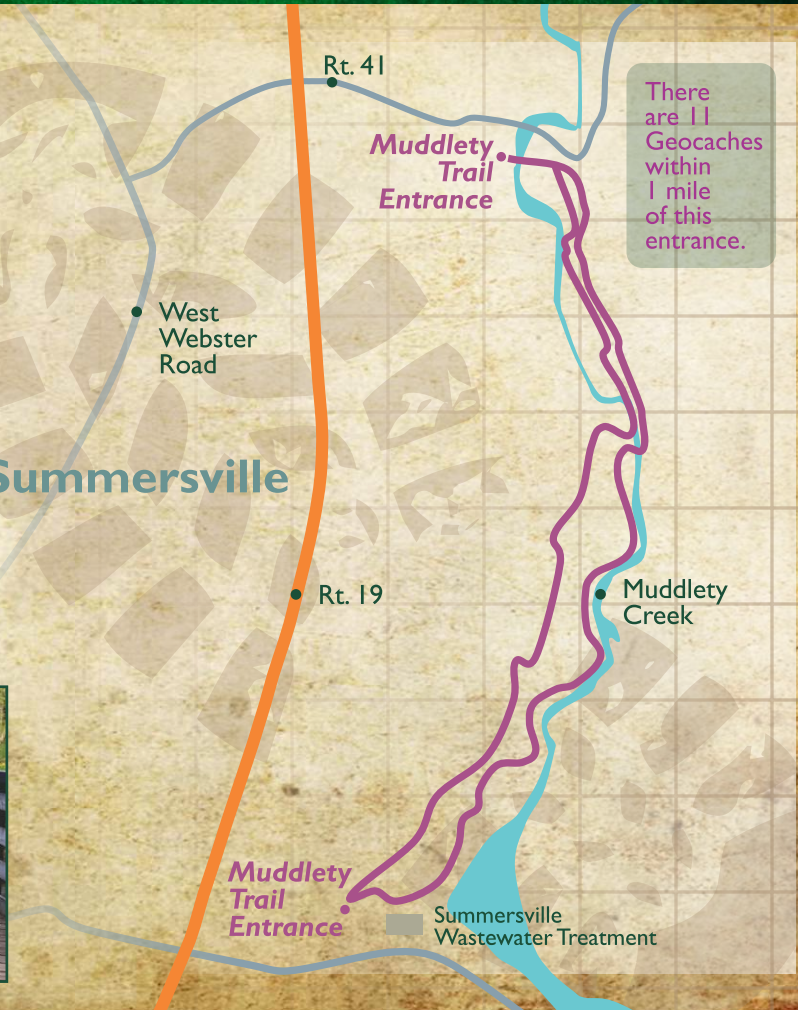 Rt. 41
There
are 11
Geocaches
within
1 mile
of this
entrance.
Muddlety
Trail
Entrance
West
Webster
Road
Summersville
Rt. 19
Muddlety
Creek
Muddlety
Trail
Entrance
Summersville
Wastewater Treatment